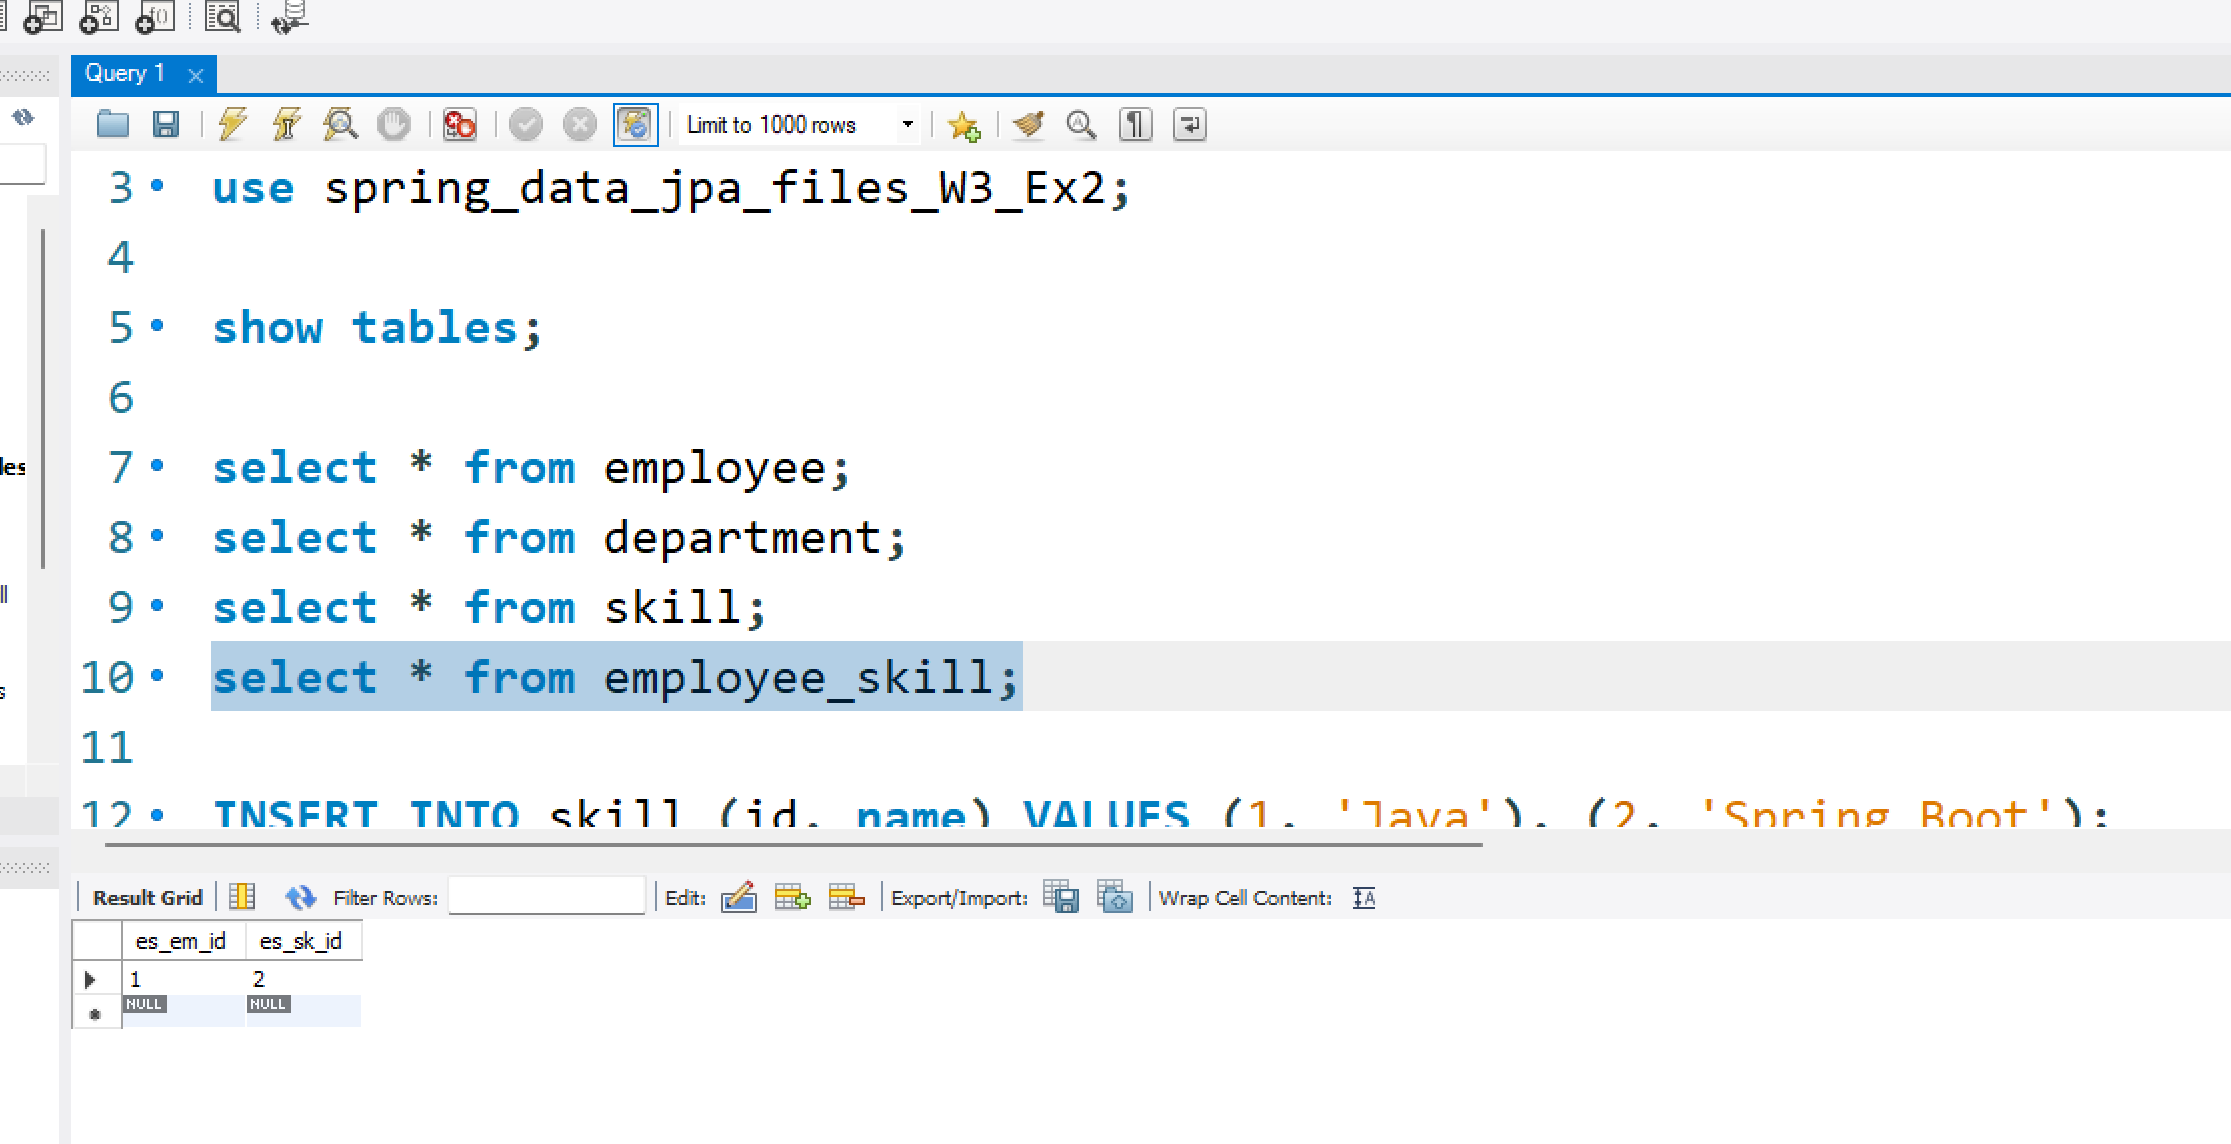 f()
Query 1
Limit to 1000 rows
3 use spring_data_jpa_files_W3_Ex2;
4
5 show tables;
6
7 select * from employee;
8 select * from department;
9 select * from skill;
10 select * from employee_skill;
11
12 INSERT INTO skill (id, name) VALUES (1, 'Java'), (2, 'Spring Boot');
Result Grid Filter Rows: Edit: Export/Import: Wrap Cell Content:
es_em_id es_sk_id
1 2
NULL NULL